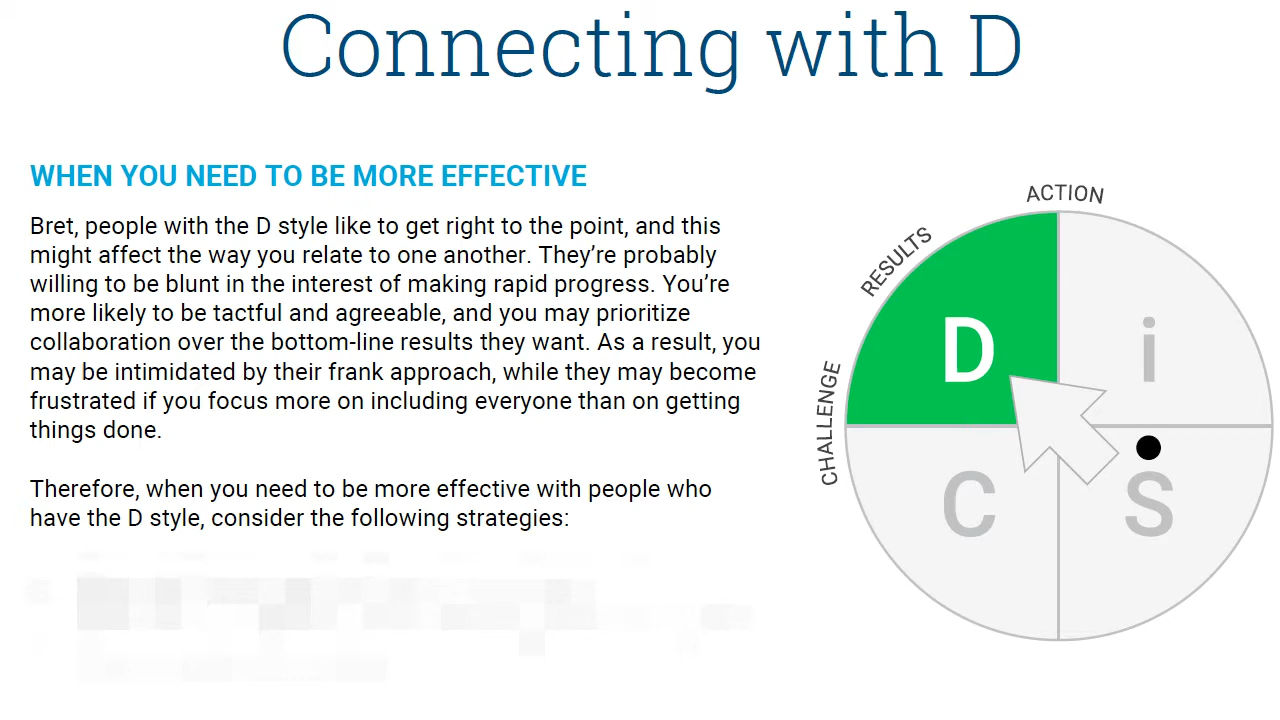 Connecting with D
WHEN YOU NEED TO BE MORE EFFECTIVE
Bret, people with the D style like to get right to the point, and this
might affect the way you relate to one another. They’re probably
willing to be blunt in the interest of making rapid progress. You’re
more likely to be tactful and agreeable, and you may prioritize
collaboration over the bottom-line results they want. As a result, you
may be intimidated by their frank approach, while they may become
frustrated if you focus more on including everyone than on getting
things done.
Therefore, when you need to be more effective with people who
have the D style, consider the following strategies:
ACTION
RESULTS
CHALLENGE
D
i
C
S